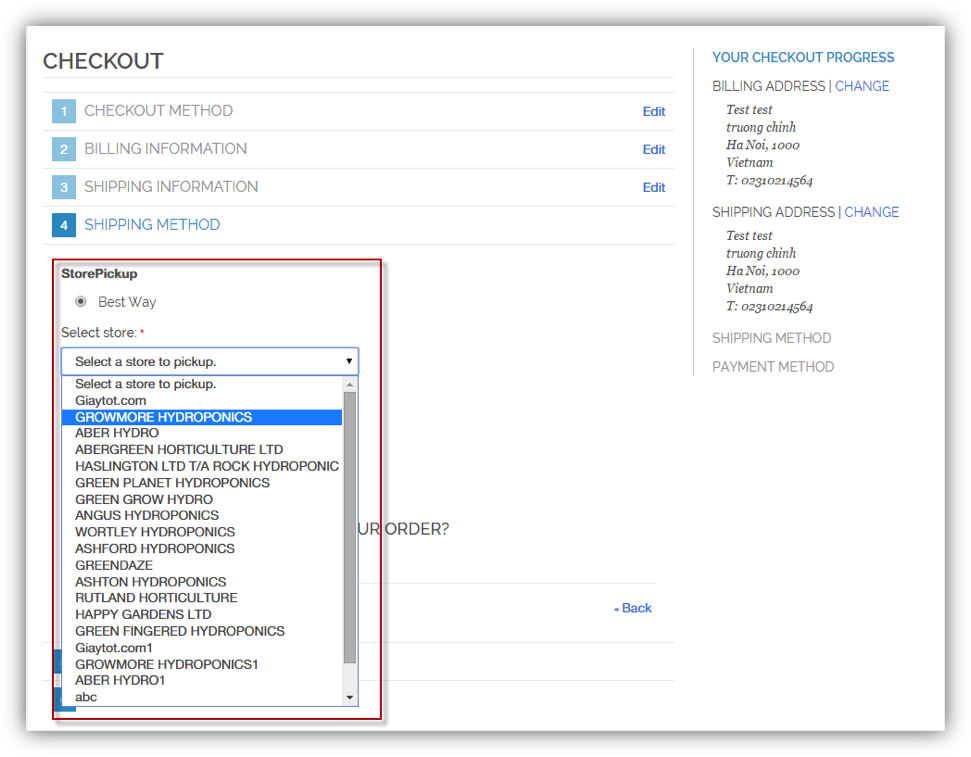 CHECKOUT
1 CHECKOUT METHOD Edit
2 BILLING INFORMATION Edit
3 SHIPPING INFORMATION Edit
4 SHIPPING METHOD
StorePickup
Best Way
Select store: *
Select a store to pickup.
Select a store to pickup.
Giaytot.com
GROWMORE HYDROPONICS
ABER HYDRO
ABERGREEN HORTICULTURE LTD
HASLINGTON LTD T/A ROCK HYDROPONIC
GREEN PLANET HYDROPONICS
GREEN GROW HYDRO
ANGUS HYDROPONICS
WORTLEY HYDROPONICS
ASHFORD HYDROPONICS
GREENDAZE
ASHTON HYDROPONICS
RUTLAND HORTICULTURE
HAPPY GARDENS LTD
GREEN FINGERED HYDROPONICS
Giaytot.com1
GROWMORE HYDROPONICS1
ABER HYDRO1
abc
UR ORDER?
« Back
YOUR CHECKOUT PROGRESS
BILLING ADDRESS | CHANGE
Test test
truong chinh
Ha Noi, 1000
Vietnam
T: 02310214564
SHIPPING ADDRESS | CHANGE
Test test
truong chinh
Ha Noi, 1000
Vietnam
T: 02310214564
SHIPPING METHOD
PAYMENT METHOD